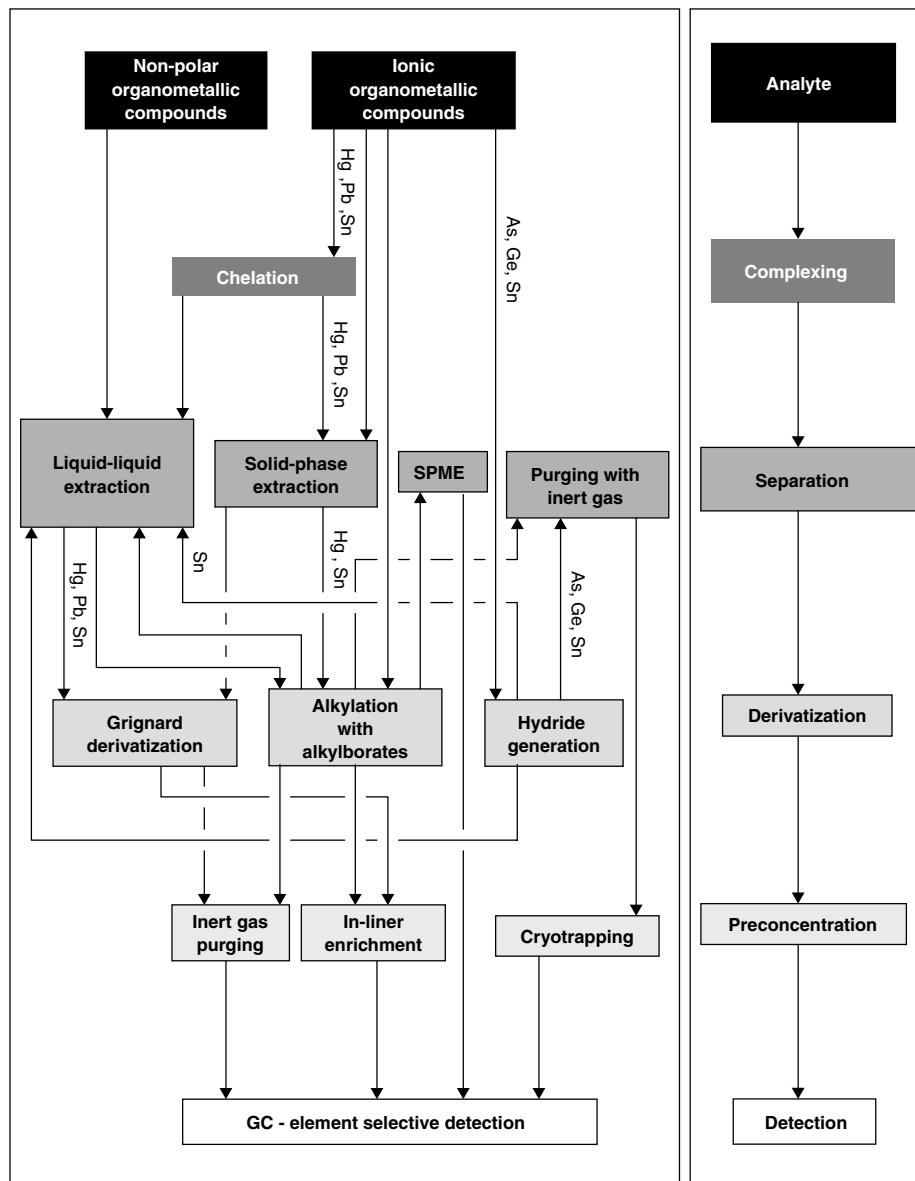 Non-polar
organometallic
compounds
Ionic
organometallic
compounds
Analyte
Hg ,Pb ,Sn
As, Ge, Sn
Chelation
Complexing
Hg, Pb ,Sn
Liquid-liquid
extraction
Solid-phase
extraction
SPME
Purging with
inert gas
Separation
Hg, Pb, Sn
Sn
Hg , Sn
As, Ge, Sn
Grignard
derivatization
Alkylation
with
alkylborates
Hydride
generation
Derivatization
Inert gas
purging
In-liner
enrichment
Cryotrapping
Preconcentration
GC - element selective detection
Detection